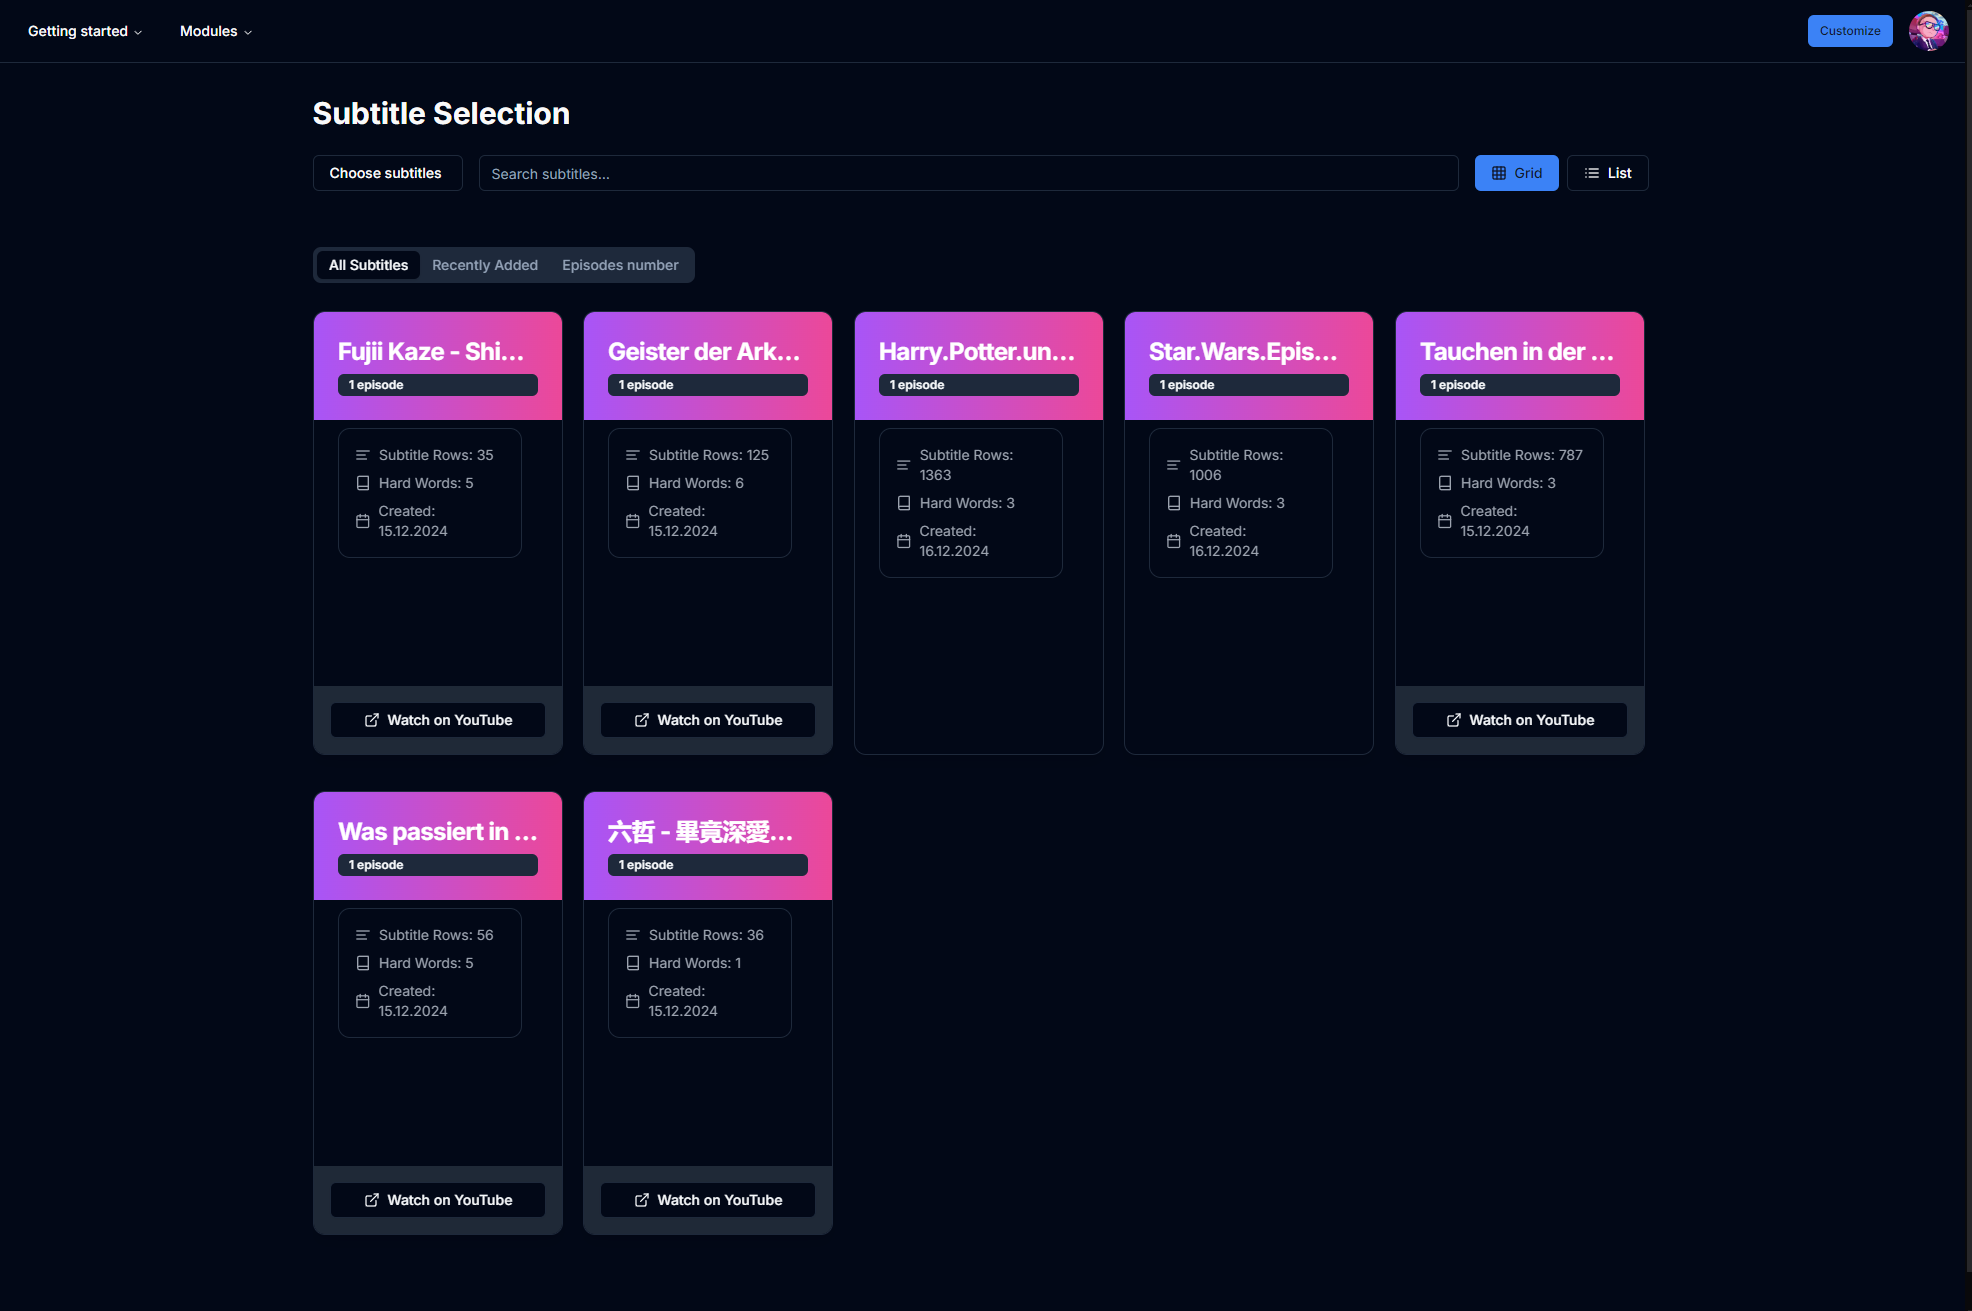 Getting started
Modules
Customize
Subtitle Selection
Choose subtitles
Search subtitles...
Grid
List
All Subtitles
Recently Added
Episodes number
Fujii Kaze - Shi...
1 episode
Subtitle Rows: 35
Hard Words: 5
Created:
15.12.2024
Watch on YouTube
Geister der Ark...
1 episode
Subtitle Rows: 125
Hard Words: 6
Created:
15.12.2024
Watch on YouTube
Harry.Potter.un...
1 episode
Subtitle Rows:
1363
Hard Words: 3
Created:
16.12.2024
Star.Wars.Epis...
1 episode
Subtitle Rows:
1006
Hard Words: 3
Created:
16.12.2024
Tauchen in der ...
1 episode
Subtitle Rows: 787
Hard Words: 3
Created:
15.12.2024
Watch on YouTube
Was passiert in ...
1 episode
Subtitle Rows: 56
Hard Words: 5
Created:
15.12.2024
Watch on YouTube
六哲 - 畢竟深愛...
1 episode
Subtitle Rows: 36
Hard Words: 1
Created:
15.12.2024
Watch on YouTube